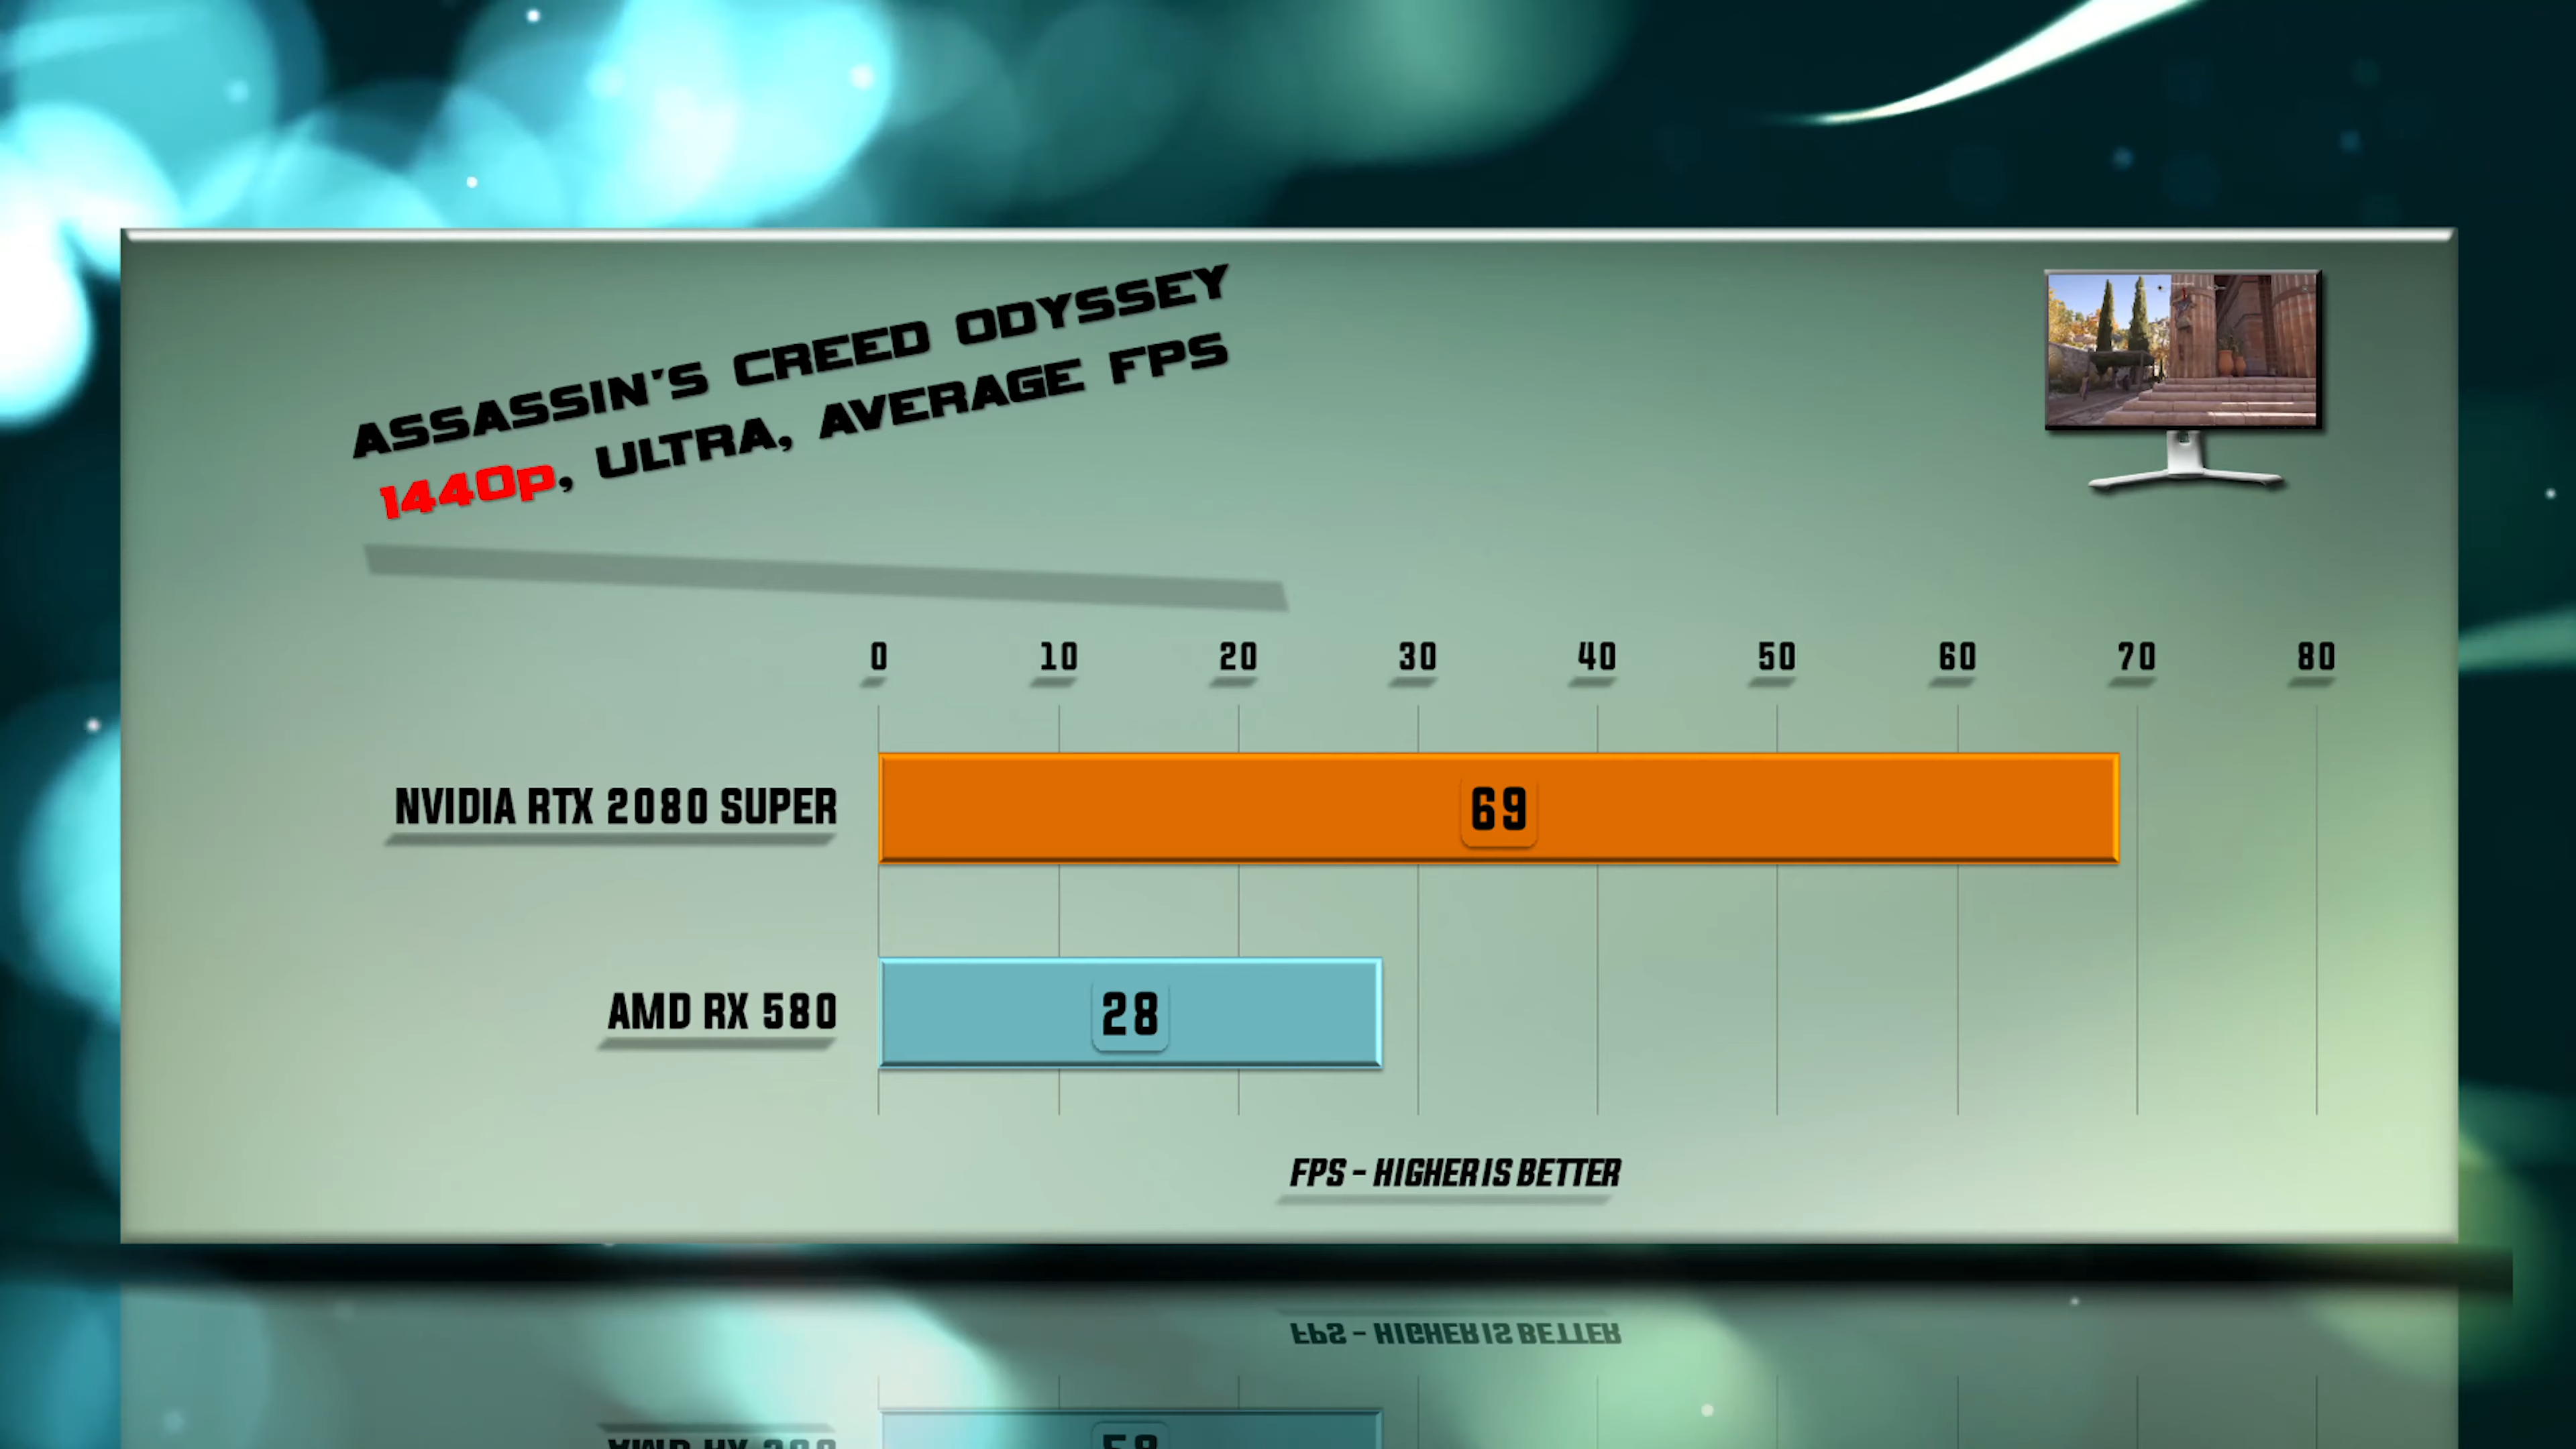 ASSASSIN'S CREED ODYSSEY
1440p, ULTRA, AVERAGE FPS
0 10 20 30 40 50 60 70 80
NVIDIA RTX 2080 SUPER 69
AMD RX 580 28
FPS - HIGHER IS BETTER